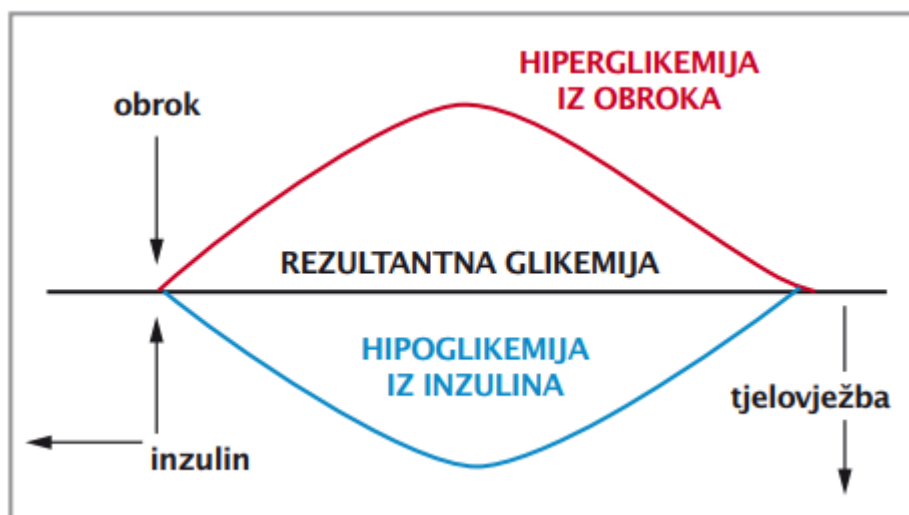 HIPERGLIKEMIJA
IZ OBROKA
obrok
REZULTANTNA GLIKEMIJA
HIPOGLIKEMIJA
IZ INZULINA
tjelovježba
inzulin